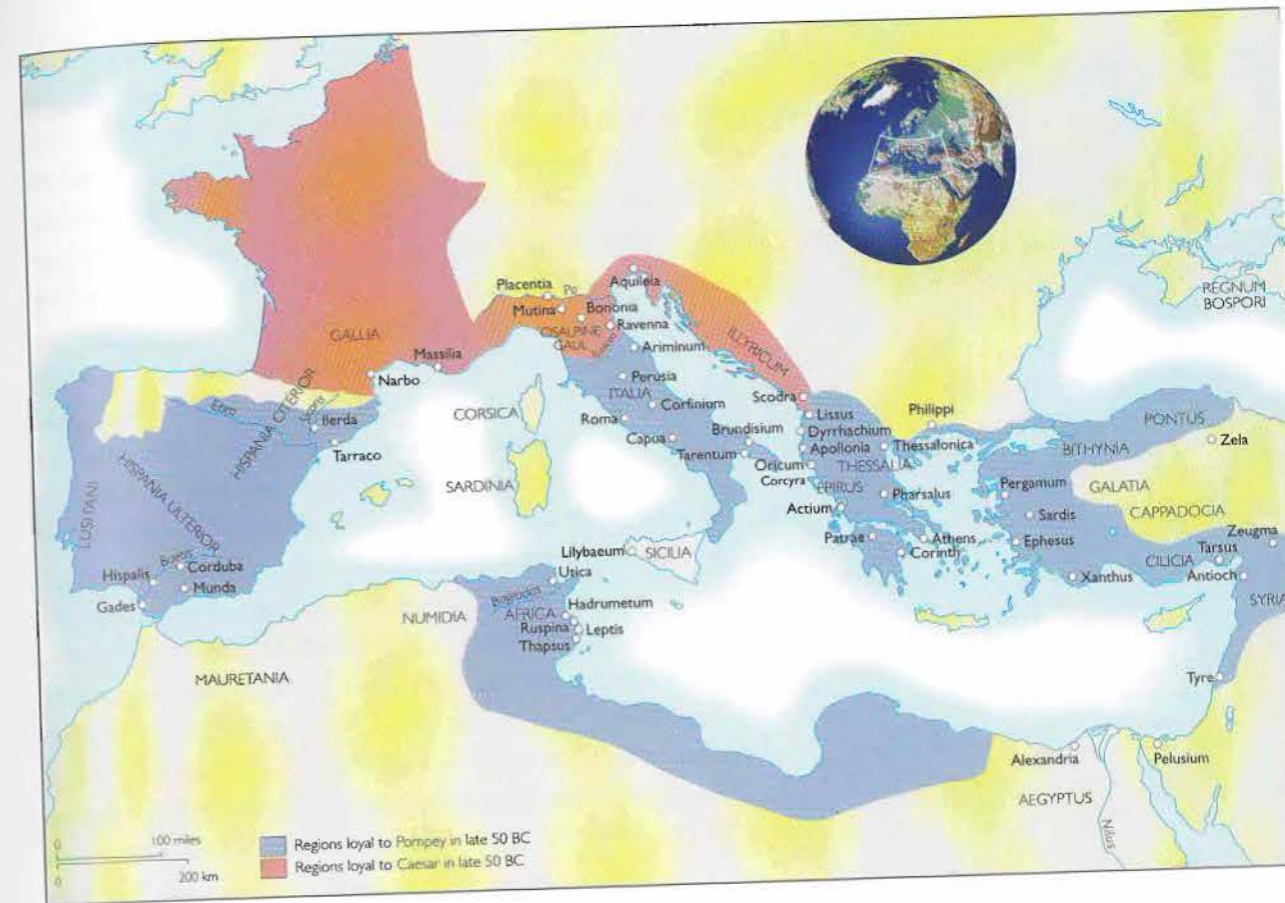 REGNUM
BOSPORI
Placentia
Po
Aquileia
Mutina
Bononia
CISALPINE
GAUL
Ravenna
Ariminum
ILLYRICUM
GALLIA
Massilia
Narbo
Perusia
ITALIA
Scodra
Ebro
HISPANIA CITERIOR
Berda
CORSICA
Corfinium
Lissus
Philippi
PONTUS
Roma
Brundisium
Dyrrhachium
Zela
Tarraco
Capua
Apollonia
Thessalonica
BITHYNIA
Tarentum
Oricum
THESSALIA
HISPANIA ULTERIOR
SARDINIA
Corcyra
EPIRUS
Pharsalus
Pergamum
GALATIA
LUSITANI
Actium
Sardis
CAPPADOCIA
Zeugma
Baetis
Corduba
Lilybaeum
SICILIA
Patrae
Athens
Ephesus
CILICIA
Tarsus
Hispalis
Munda
Utica
Corinth
Xanthus
Antioch
Gades
NUMIDIA
AFRICA
Hadrumetum
SYRIA
Ruspina
Leptis
Thapsus
MAURETANIA
Tyre
Alexandria
Pelusium
AEGYPTUS
Nilus
0 100 miles
0 200 km
Regions loyal to Pompey in late 50 BC
Regions loyal to Caesar in late 50 BC